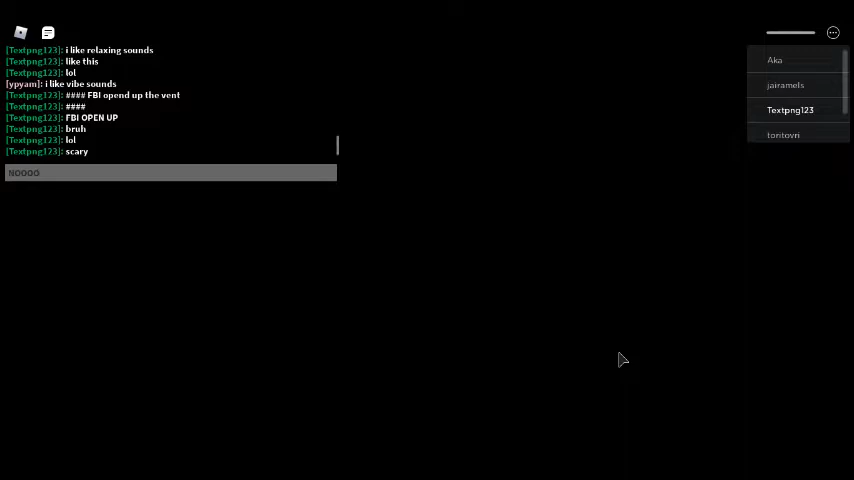 [Textpng123]: i like relaxing sounds
[Textpng123]: like this
[Textpng123]: lol
[ypyam]: i like vibe sounds
[Textpng123]: #### FBI opend up the vent
[Textpng123]: ####
[Textpng123]: FBI OPEN UP
[Textpng123]: bruh
[Textpng123]: lol
[Textpng123]: scary
NOOOO
Aka
jairamels
Textpng123
toritovri